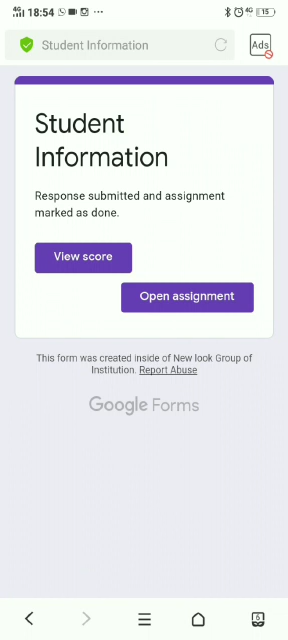 4G 18:54 4G 15
Student Information
Ads
Student
Information
Response submitted and assignment
marked as done.
View score
Open assignment
This form was created inside of New look Group of
Institution. Report Abuse
Google Forms
6